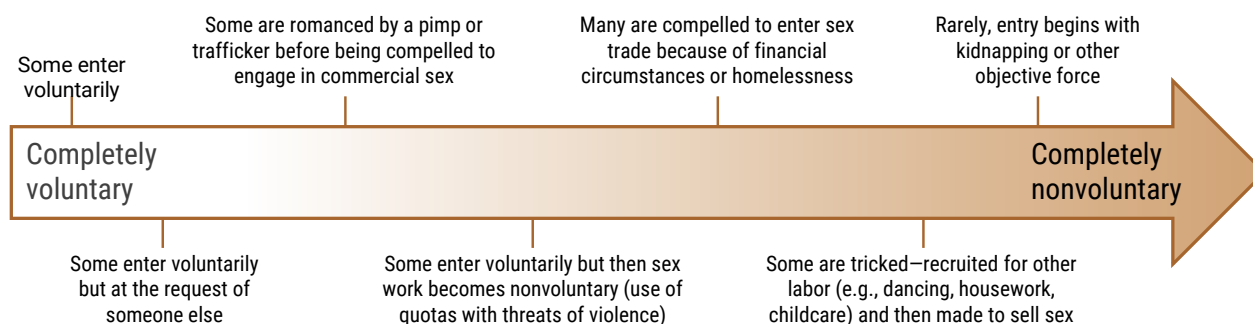 Some enter
voluntarily
Some are romanced by a pimp or
trafficker before being compelled to
engage in commercial sex
Many are compelled to enter sex
trade because of financial
circumstances or homelessness
Rarely, entry begins with
kidnapping or other
objective force
Completely
voluntary
Completely
nonvoluntary
Some enter voluntarily
but at the request of
someone else
Some enter voluntarily but then sex
work becomes nonvoluntary (use of
quotas with threats of violence)
Some are tricked—recruited for other
labor (e.g., dancing, housework,
childcare) and then made to sell sex